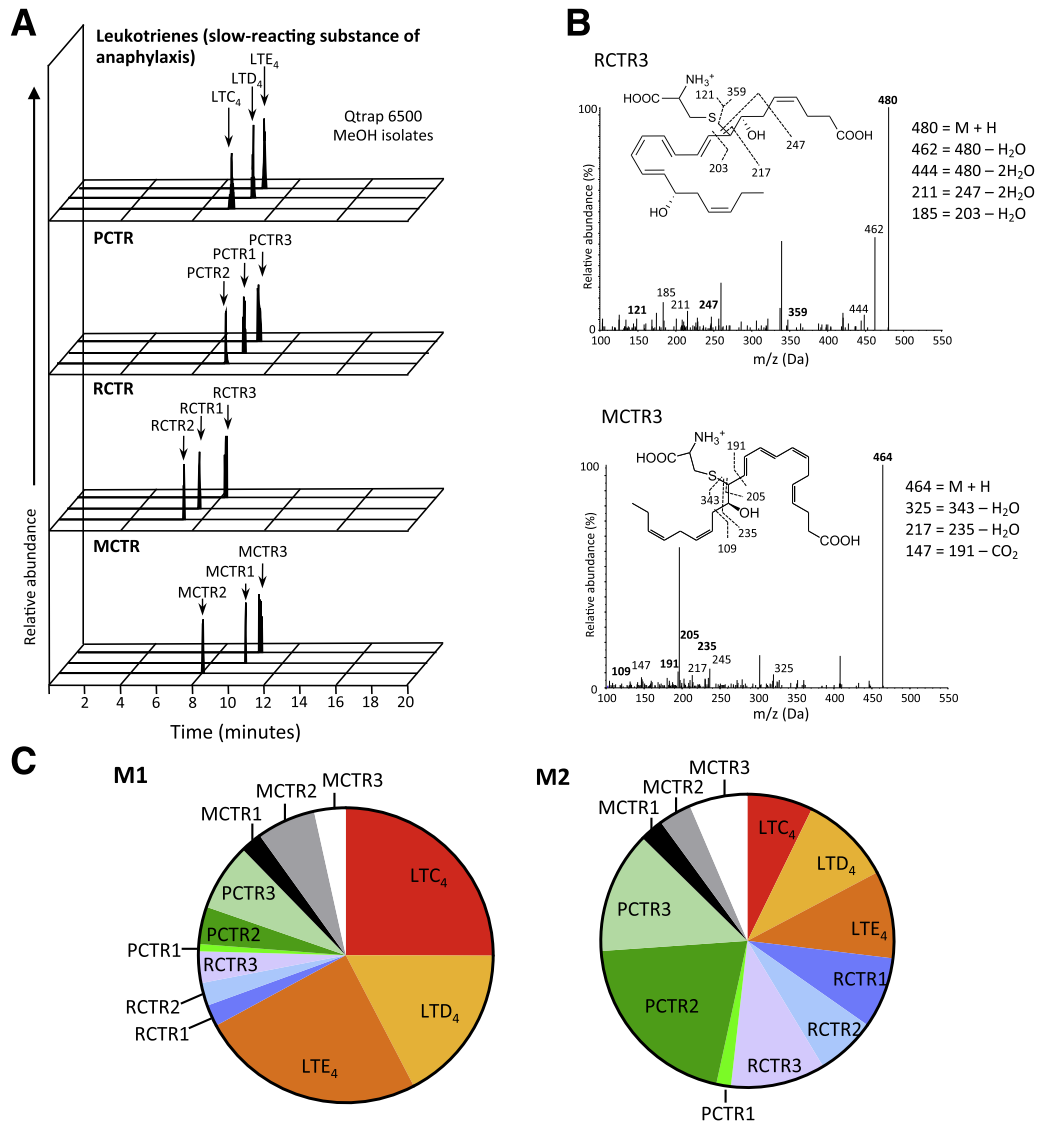 A
Leukotrienes (slow-reacting substance of
anaphylaxis)
LTE4
LTD4
LTC4
Qtrap 6500
MeOH isolates
PCTR
PCTR3
PCTR1
PCTR2
RCTR
RCTR3
RCTR1
RCTR2
MCTR
MCTR3
MCTR1
MCTR2
Relative abundance
2 4 6 8 10 12 14 16 18 20
Time (minutes)
B
RCTR3
NH3+
HOOC
121
359
S
OH
COOH
247
203
217
HO
480
480 = M + H
462 = 480 – H2O
444 = 480 – 2H2O
211 = 247 – 2H2O
185 = 203 – H2O
100
Relative abundance (%)
0
462
185
211
247
121
359
444
100 150 200 250 300 350 400 450 500 550
m/z (Da)
MCTR3
NH3+
HOOC
191
S
343
205
OH
235
109
COOH
464
464 = M + H
325 = 343 – H2O
217 = 235 – H2O
147 = 191 – CO2
100
Relative abundance (%)
0
205
235
109
147
191
217
245
325
100 150 200 250 300 350 400 450 500 550
m/z (Da)
C
M1
MCTR3
MCTR2
MCTR1
LTC4
PCTR3
PCTR2
PCTR1
RCTR3
RCTR2
RCTR1
LTD4
LTE4
M2
MCTR3
MCTR2
MCTR1
LTC4
LTD4
PCTR3
LTE4
RCTR1
PCTR2
RCTR2
RCTR3
PCTR1